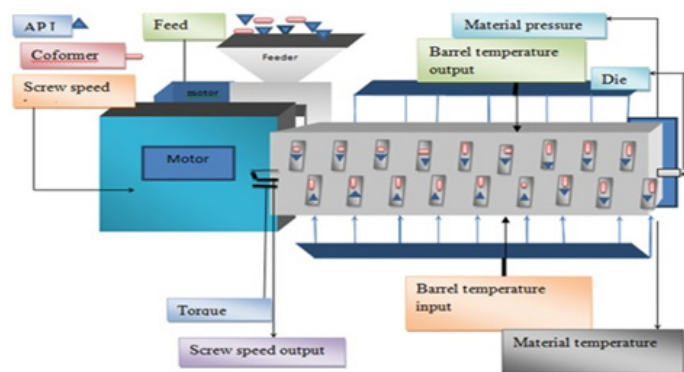 API
Feed
Material pressure
Coformer
Feeder
Barrel temperature
output
Die
Screw speed
motor
Motor
Barrel temperature
input
Torque
Screw speed output
Material temperature